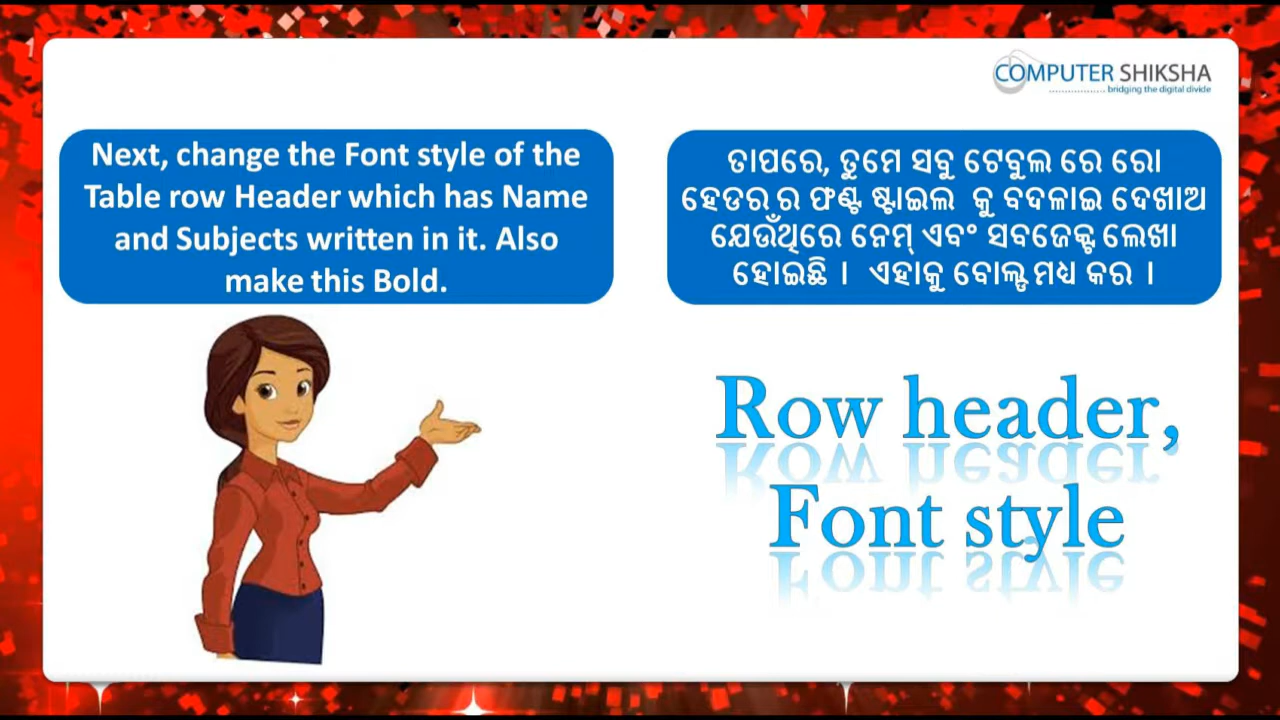 COMPUTER SHIKSHA
bridging the digital divide
Next, change the Font style of the
Table row Header which has Name
and Subjects written in it. Also
make this Bold.
ତାପରେ, ତୁମେ ସବୁ ଟେବୁଲ ରେ ରୋ
ହେଡର ର ଫଣ୍ଟ ଷ୍ଟାଇଲ କୁ ବଦଳାଇ ଦେଖାଅ
ଯେଉଁଥିରେ ନେମ୍ ଏବଂ ସବଜେକ୍ଟ ଲେଖା
ହୋଇଛି । ଏହାକୁ ବୋଲ୍ଡ ମଧ୍ୟ କର ।
Row header,
Font style